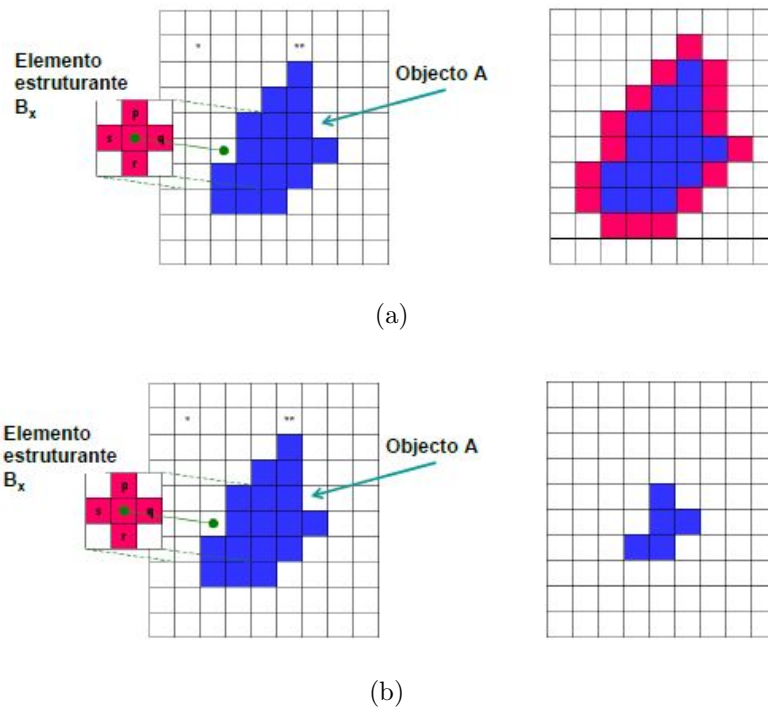 *
**
Elemento
estruturante
Bx
Objecto A
p
s
q
r
(a)
*
**
Elemento
estruturante
Bx
Objecto A
p
s
q
r
(b)